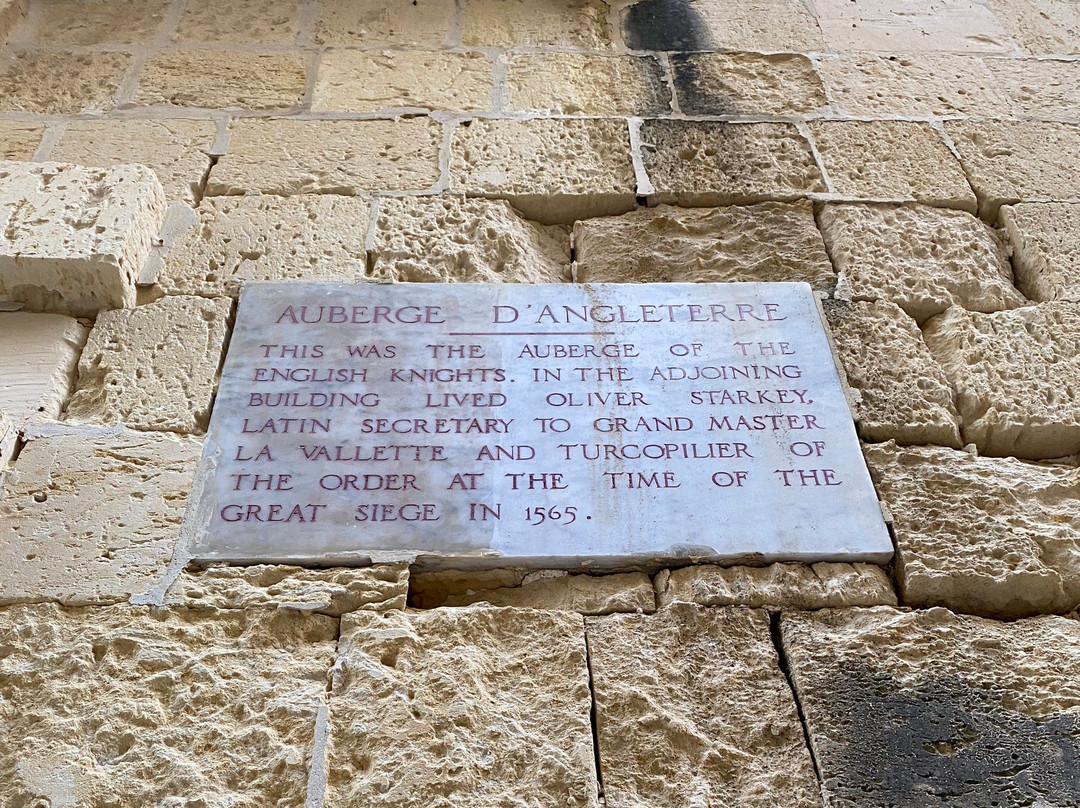 AUBERGE D'ANGLETERRE
THIS WAS THE AUBERGE OF THE
ENGLISH KNIGHTS. IN THE ADJOINING
BUILDING LIVED OLIVER STARKEY,
LATIN SECRETARY TO GRAND MASTER
LA VALLETTE AND TURCOPILIER OF
THE ORDER AT THE TIME OF THE
GREAT SIEGE IN 1565.